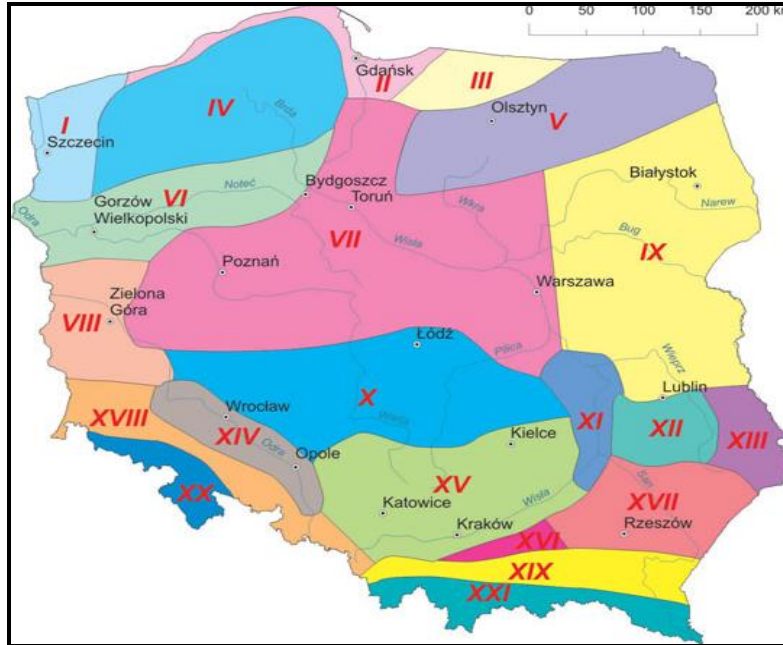 0 50 100 150 200 km
Gdańsk
II
III
I
IV
Brda
Olsztyn
V
Szczecin
Białystok
Bydgoszcz
Noteć
VI
Gorzów
Wielkopolski
Toruń
Wkra
Narew
Odra
VII
Wisła
Bug
IX
Poznań
Warszawa
Zielona
Góra
VIII
Łódź
Pilica
Wieprz
Lublin
X
Wrocław
XVIII
XIV
Warta
XI
XII
XIII
Kielce
Odra
Opole
XX
XV
San
Wisła
XVII
Katowice
Kraków
Rzeszów
XVI
XIX
XXI